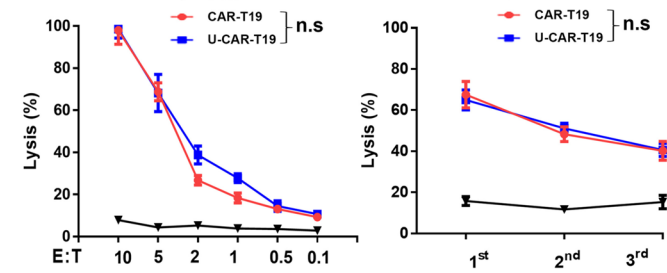 CAR-T19
U-CAR-T19
n.s
Lysis (%)
100
80
60
40
20
0
E:T
10 5 2 1 0.5 0.1
CAR-T19
U-CAR-T19
n.s
Lysis (%)
100
80
60
40
20
0
1st 2nd 3rd